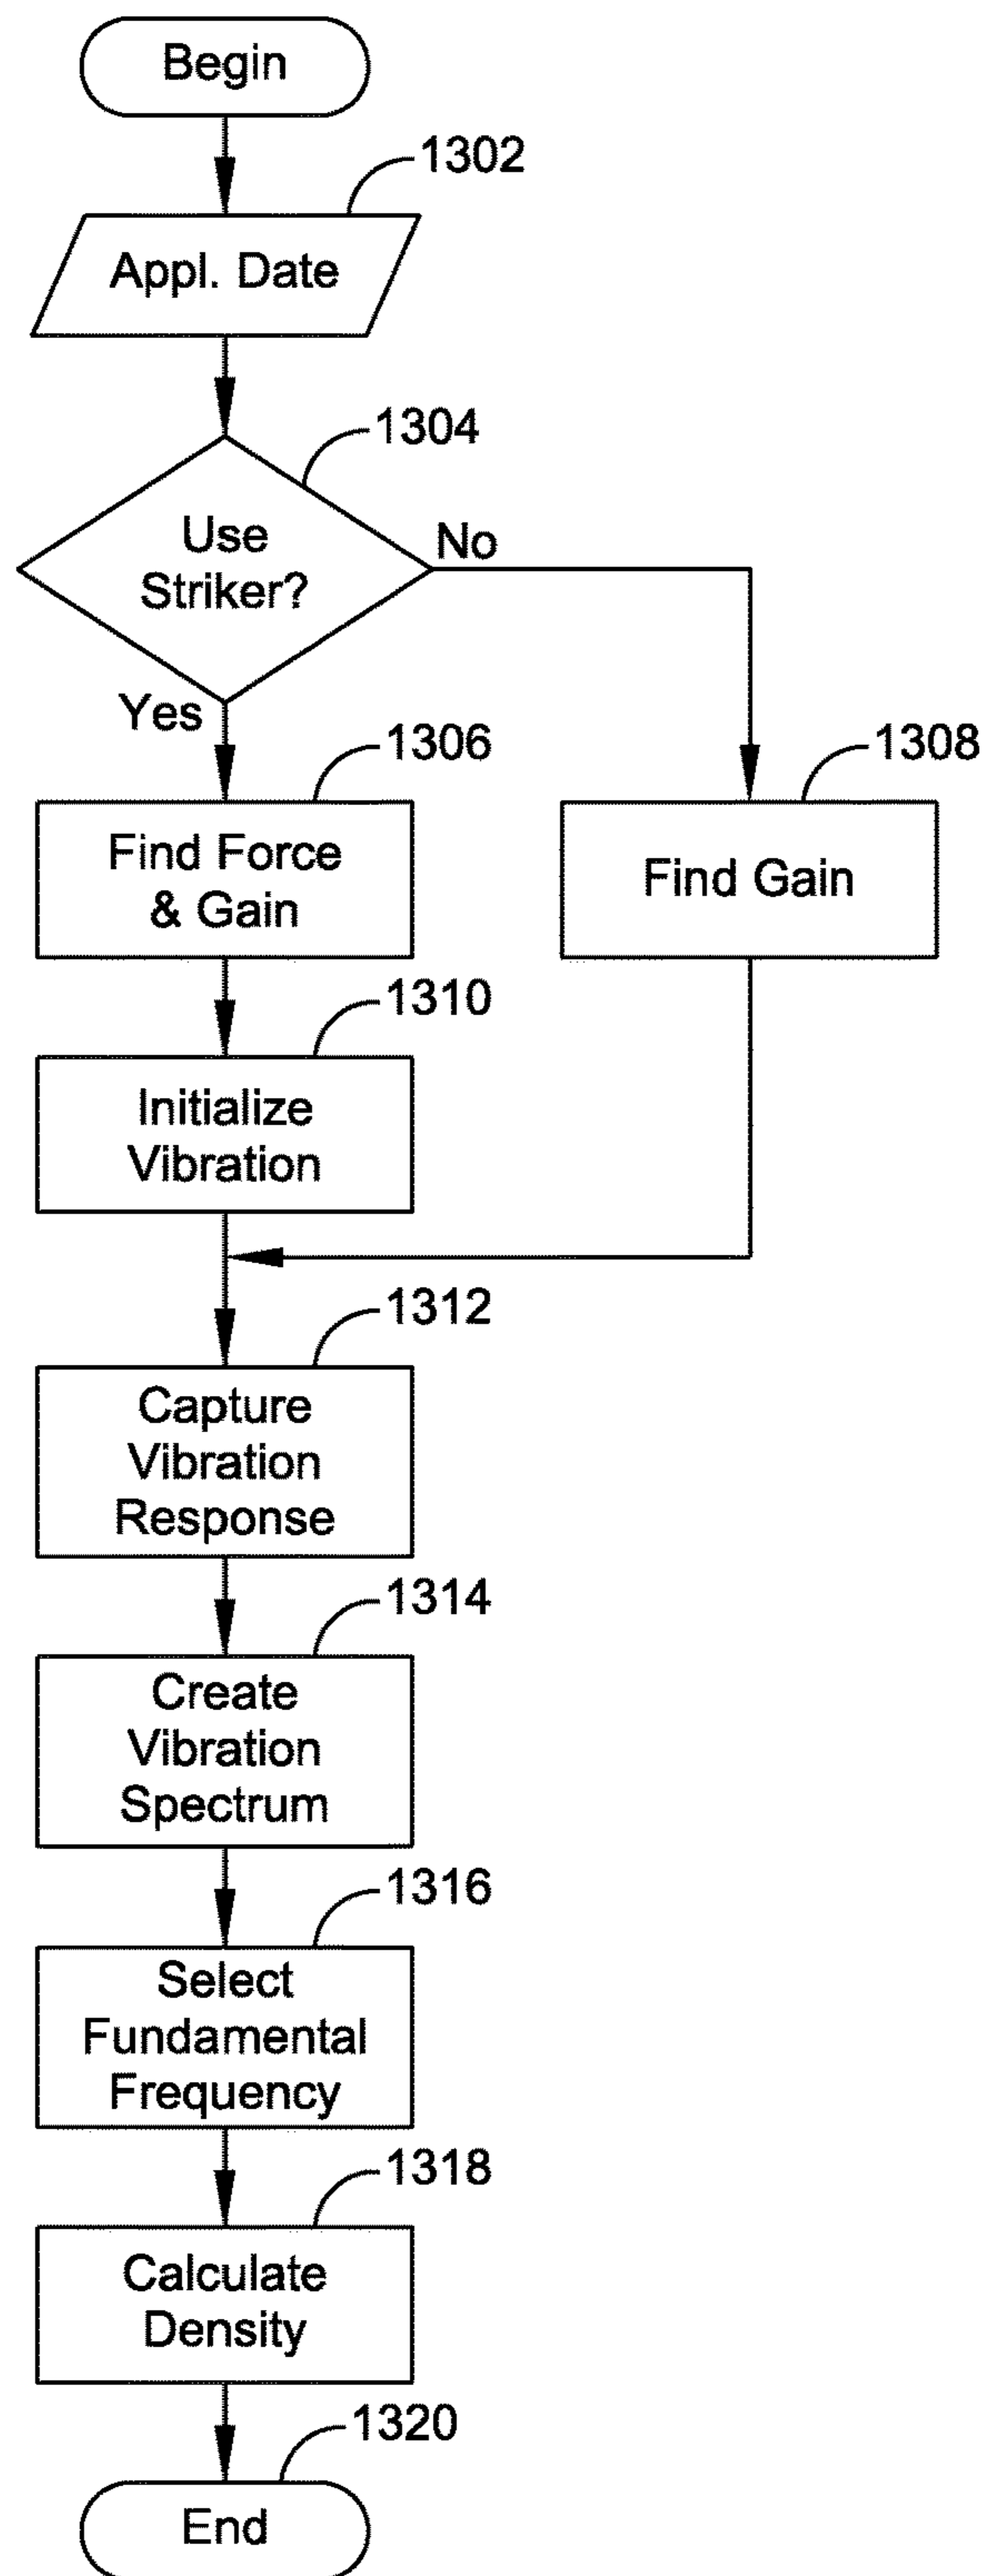 Begin
1302
Appl. Date
1304
Use
Striker?
No
Yes
1306
Find Force
& Gain
1308
Find Gain
1310
Initialize
Vibration
1312
Capture
Vibration
Response
1314
Create
Vibration
Spectrum
1316
Select
Fundamental
Frequency
1318
Calculate
Density
1320
End